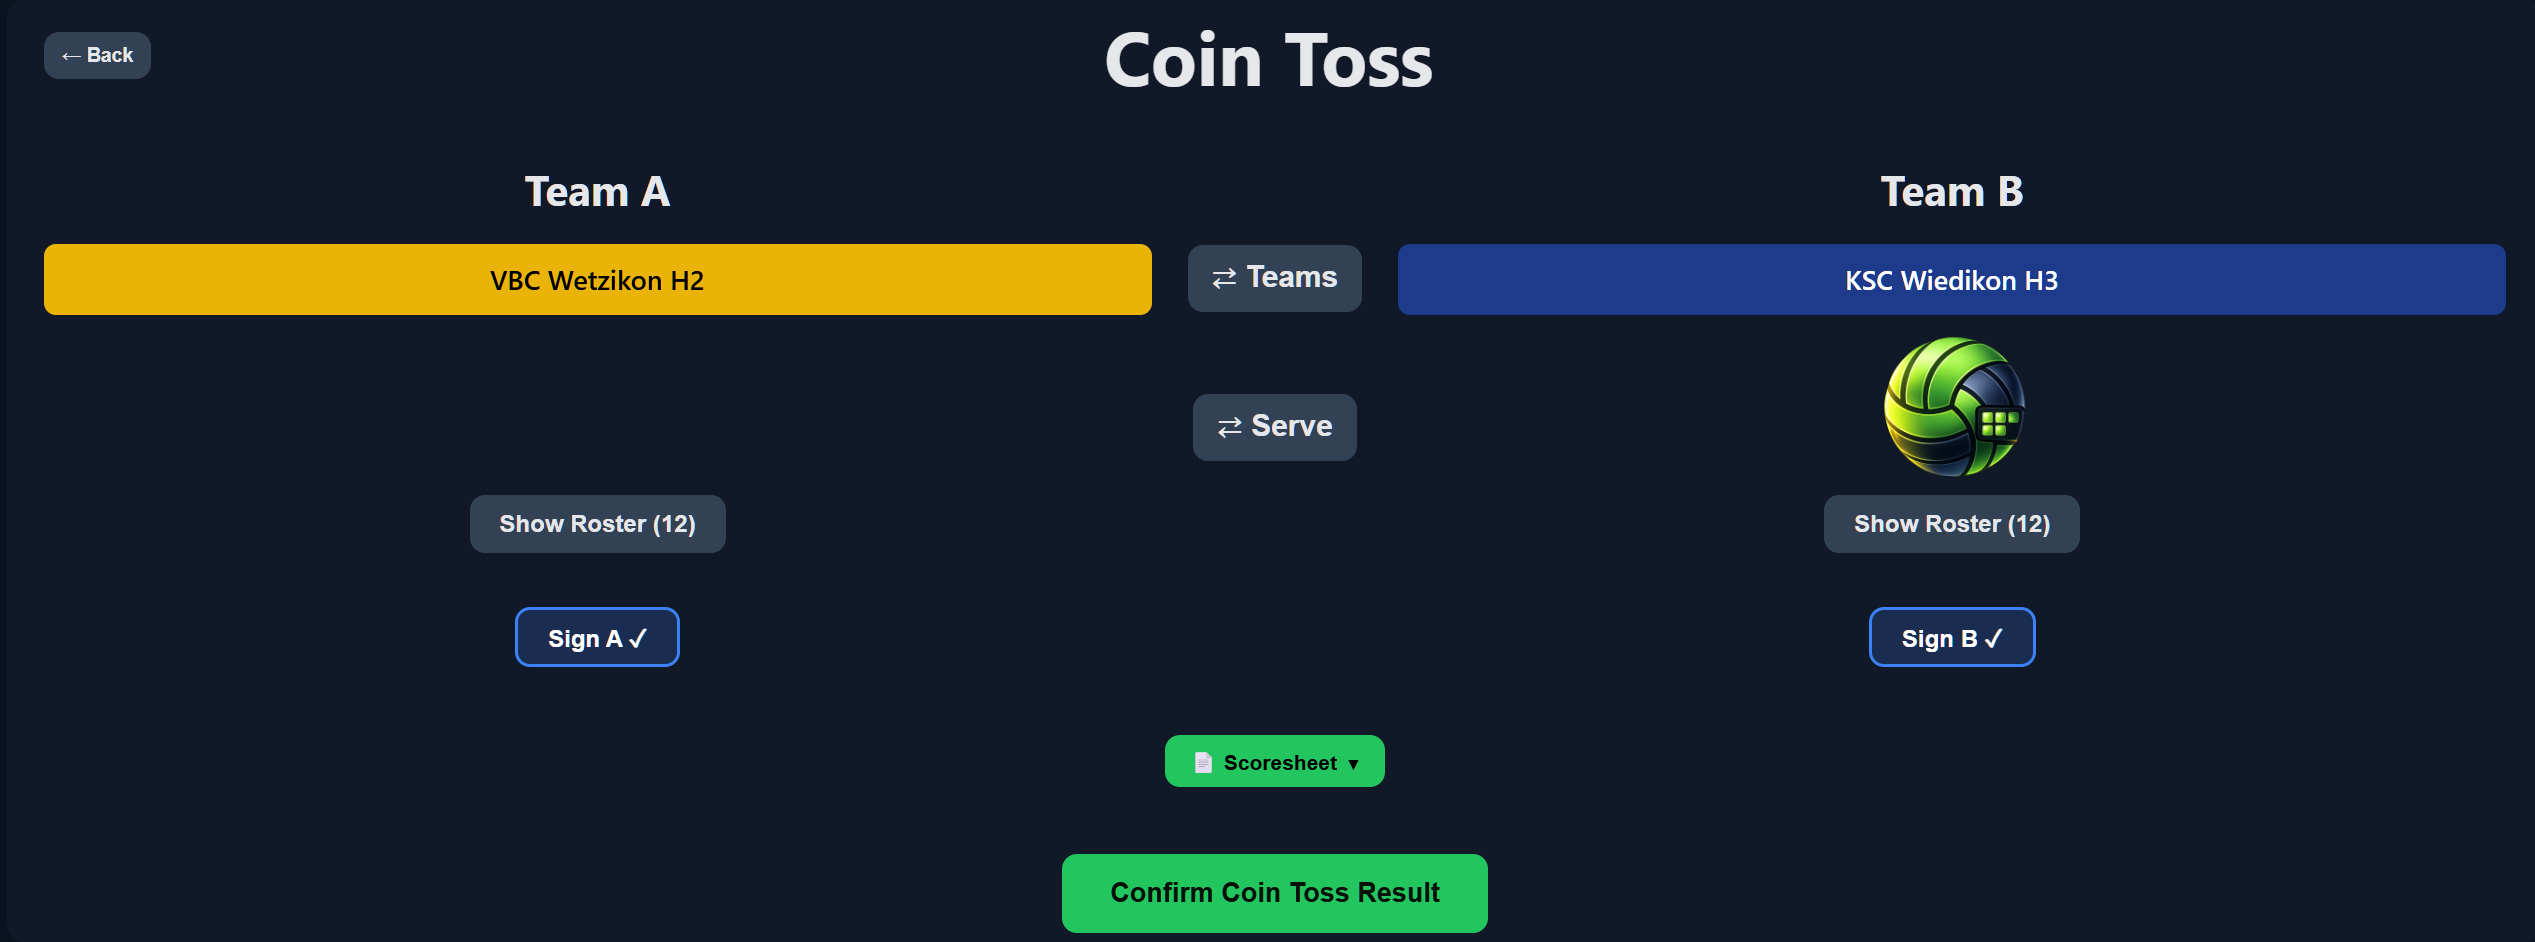 ← Back
Coin Toss
Team A
Team B
VBC Wetzikon H2
⇄ Teams
KSC Wiedikon H3
⇄ Serve
Show Roster (12)
Show Roster (12)
Sign A ✓
Sign B ✓
Scoresheet ▼
Confirm Coin Toss Result